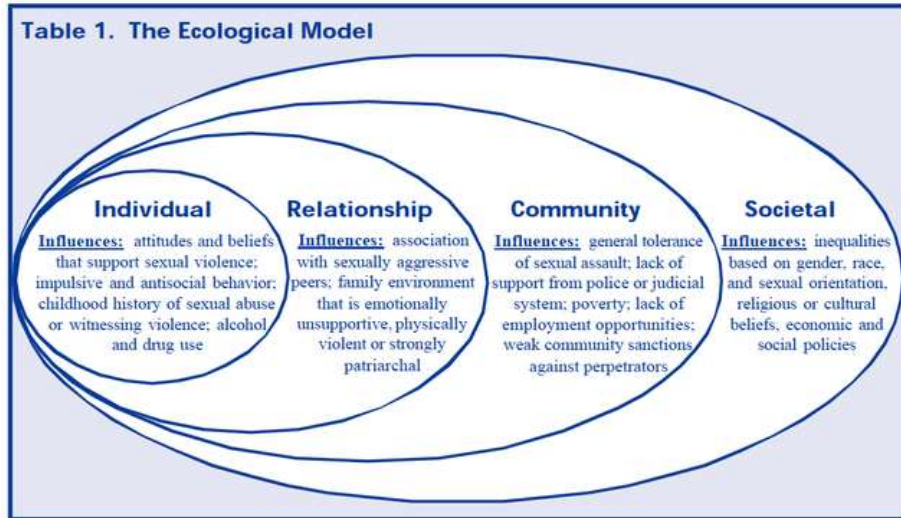 Table 1. The Ecological Model
Individual
Influences: attitudes and beliefs
that support sexual violence;
impulsive and antisocial behavior;
childhood history of sexual abuse
or witnessing violence; alcohol
and drug use
Relationship
Influences: association
with sexually aggressive
peers; family environment
that is emotionally
unsupportive, physically
violent or strongly
patriarchal
Community
Influences: general tolerance
of sexual assault; lack of
support from police or judicial
system; poverty; lack of
employment opportunities;
weak community sanctions
against perpetrators
Societal
Influences: inequalities
based on gender, race,
and sexual orientation,
religious or cultural
beliefs, economic and
social policies